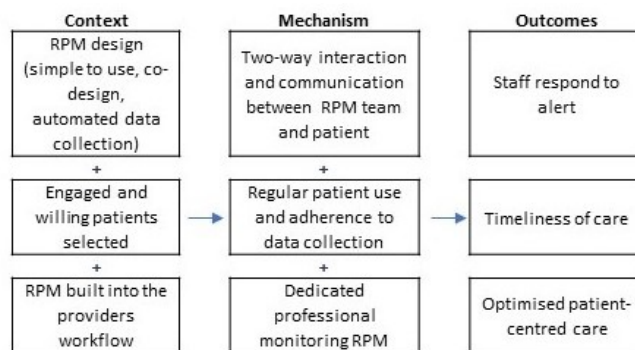 Context
RPM design
(simple to use, co-
design,
automated data
collection)
+
Engaged and
willing patients
selected
+
RPM built into the
providers
workflow
Mechanism
Two-way interaction
and communication
between RPM team
and patient
+
Regular patient use
and adherence to
data collection
+
Dedicated
professional
monitoring RPM
Outcomes
Staff respond to
alert
Timeliness of care
Optimised patient-
centred care